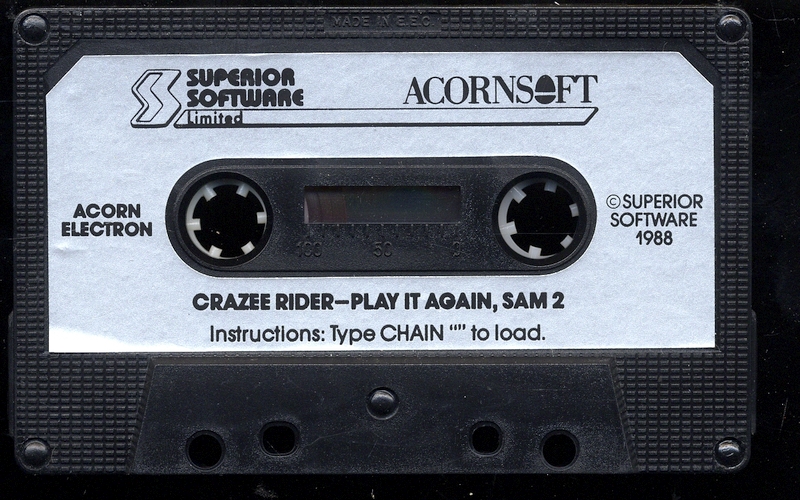 MADE IN E.E.C.
SUPERIOR
SOFTWARE
Limited
ACORNSOFT
ACORN
ELECTRON
©SUPERIOR
SOFTWARE
1988
100 50 0
CRAZEE RIDER–PLAY IT AGAIN, SAM 2
Instructions: Type CHAIN “” to load.